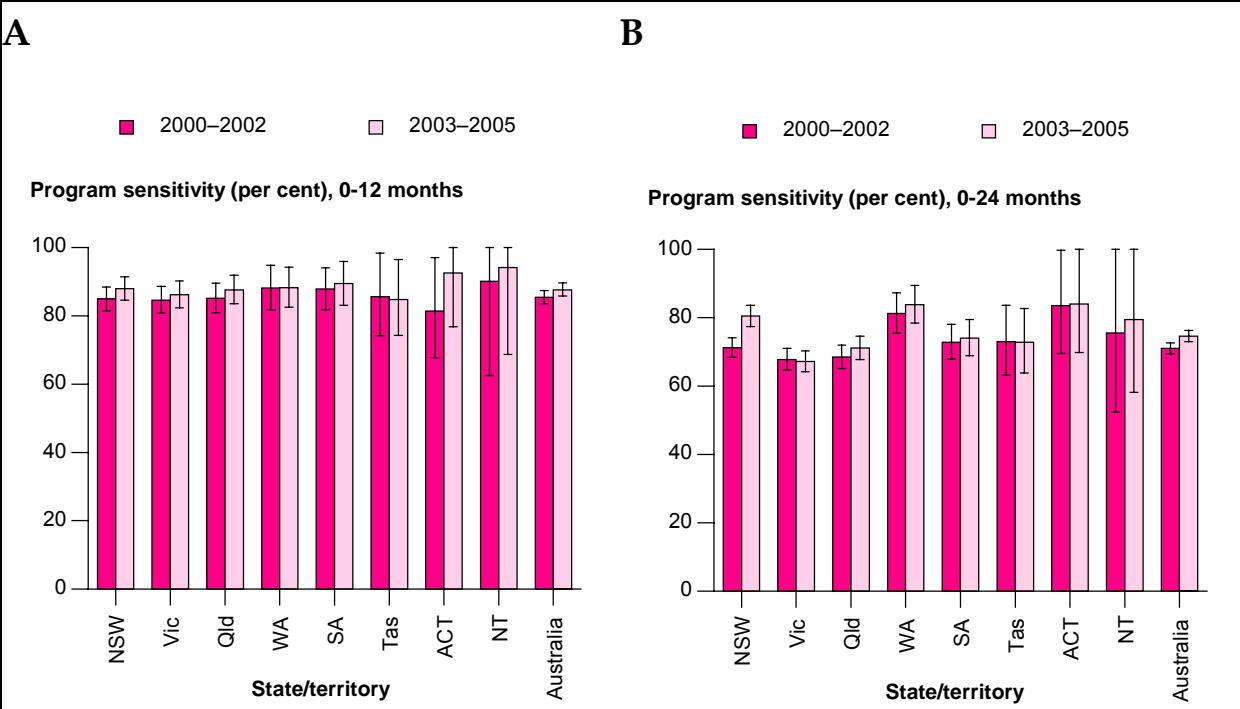 A
2000–2002 2003–2005
Program sensitivity (per cent), 0-12 months
100
80
60
40
20
0
NSW Vic Qld WA SA Tas ACT NT Australia
State/territory
B
2000–2002 2003–2005
Program sensitivity (per cent), 0-24 months
100
80
60
40
20
0
NSW Vic Qld WA SA Tas ACT NT Australia
State/territory